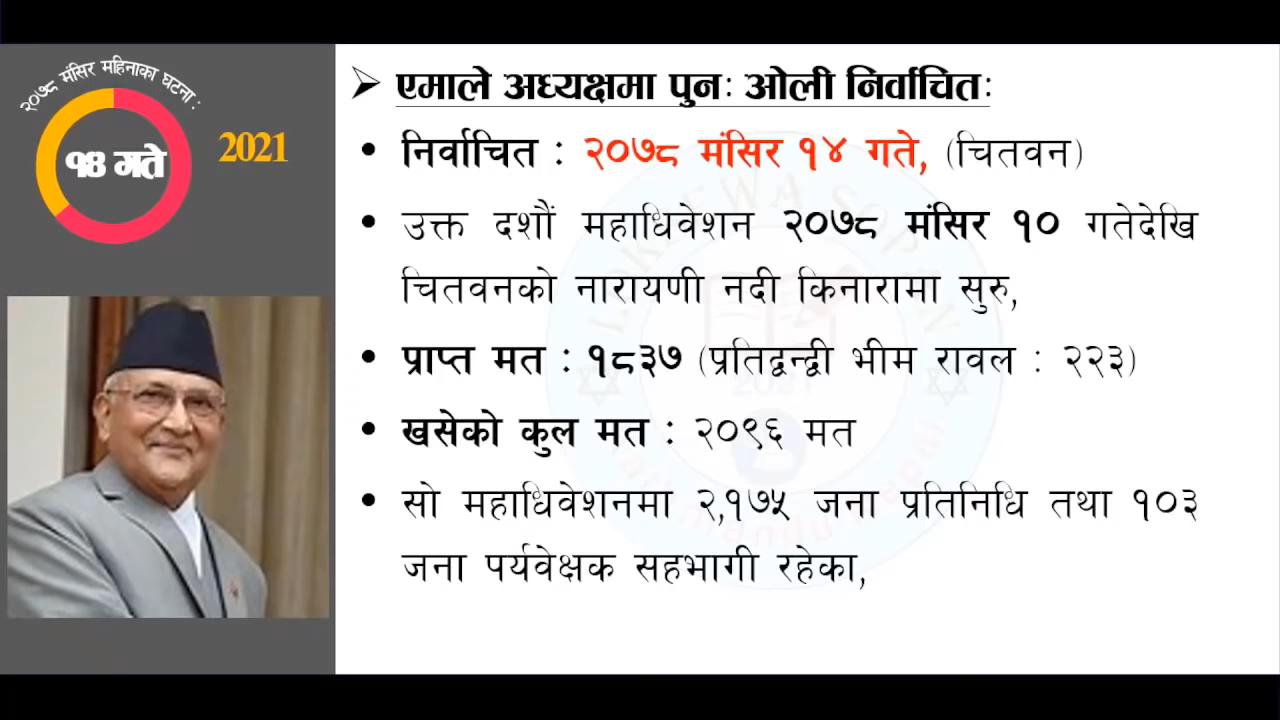 २०७८ मंसिर महिनाका घटना :
१४ गते
2021
एमाले अध्यक्षमा पुनः ओली निर्वाचितः
निर्वाचित : २०७८ मंसिर १४ गते, (चितवन)
उक्त दशौं महाधिवेशन २०७८ मंसिर १० गतेदेखि
चितवनको नारायणी नदी किनारामा सुरु,
प्राप्त मत : १८३७ (प्रतिद्वन्द्वी भीम रावल : २२३)
खसेको कुल मत : २०९६ मत
सो महाधिवेशनमा २,१७५ जना प्रतिनिधि तथा १०३
जना पर्यवेक्षक सहभागी रहेका,